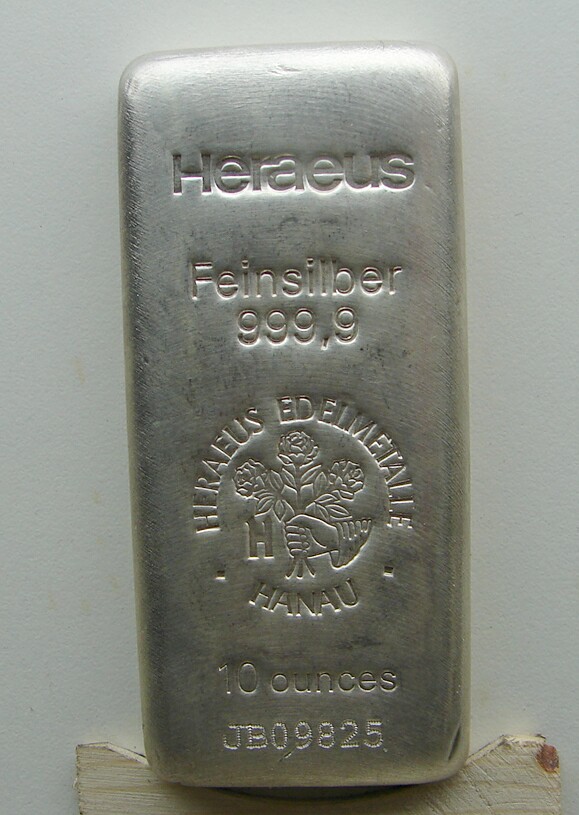 Heraeus
Feinsilber
999,9
HERAEUS EDELMETALLE
H
· HANAU ·
10 ounces
JB09825